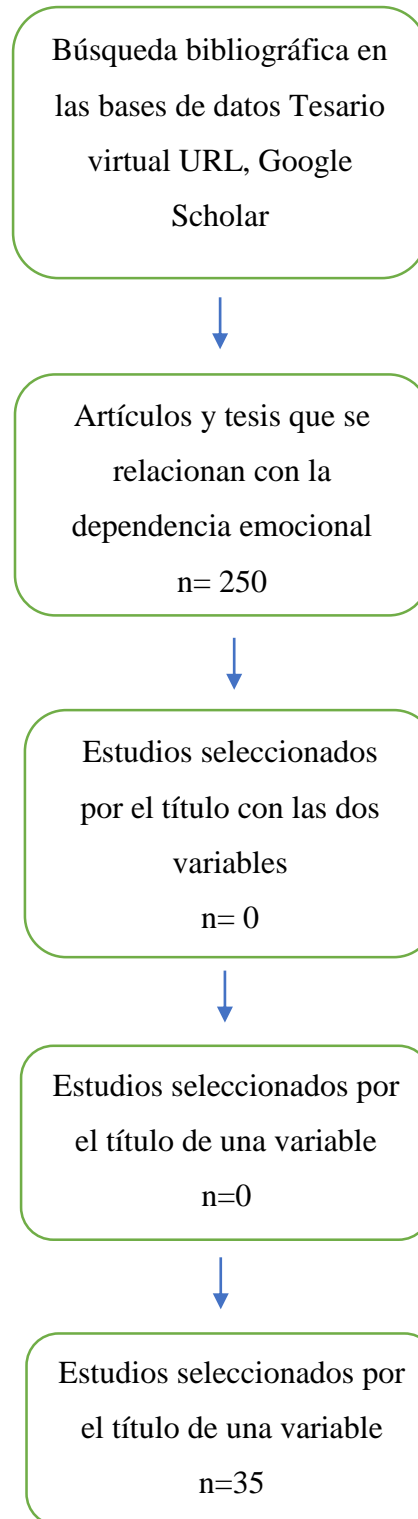 Búsqueda bibliográfica en
las bases de datos Tesario
virtual URL, Google
Scholar
Artículos y tesis que se
relacionan con la
dependencia emocional
n= 250
Estudios seleccionados
por el título con las dos
variables
n= 0
Estudios seleccionados por
el título de una variable
n=0
Estudios seleccionados por
el título de una variable
n=35